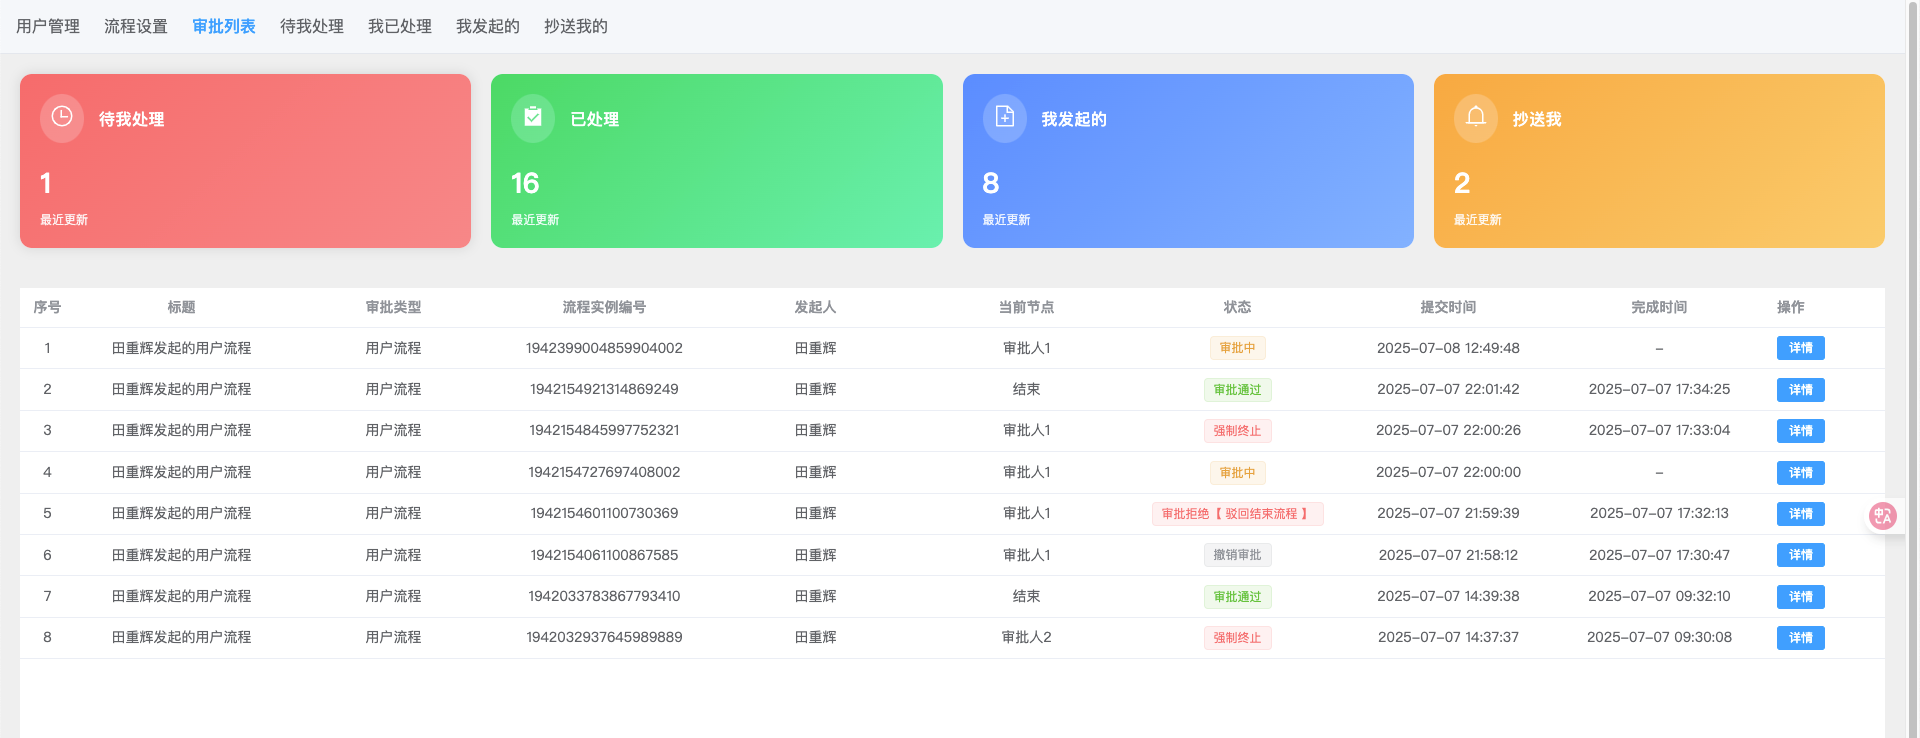 用户管理 流程设置 审批列表 待我处理 我已处理 我发起的 抄送我的
待我处理 已处理 我发起的 抄送我
1 16 8 2
最近更新 最近更新 最近更新 最近更新
序号 标题 审批类型 流程实例编号 发起人 当前节点 状态 提交时间 完成时间 操作
1 田重辉发起的用户流程 用户流程 1942399004859904002 田重辉 审批人1 审批中 2025-07-08 12:49:48 - 详情
2 田重辉发起的用户流程 用户流程 1942154921314869249 田重辉 结束 审批通过 2025-07-07 22:01:42 2025-07-07 17:34:25 详情
3 田重辉发起的用户流程 用户流程 1942154845997752321 田重辉 审批人1 强制终止 2025-07-07 22:00:26 2025-07-07 17:33:04 详情
4 田重辉发起的用户流程 用户流程 1942154727697408002 田重辉 审批人1 审批中 2025-07-07 22:00:00 - 详情
5 田重辉发起的用户流程 用户流程 1942154601100730369 田重辉 审批人1 审批拒绝【 驳回结束流程 】 2025-07-07 21:59:39 2025-07-07 17:32:13 详情
6 田重辉发起的用户流程 用户流程 1942154061100867585 田重辉 审批人1 撤销审批 2025-07-07 21:58:12 2025-07-07 17:30:47 详情
7 田重辉发起的用户流程 用户流程 1942033783867793410 田重辉 结束 审批通过 2025-07-07 14:39:38 2025-07-07 09:32:10 详情
8 田重辉发起的用户流程 用户流程 1942032937645989889 田重辉 审批人2 强制终止 2025-07-07 14:37:37 2025-07-07 09:30:08 详情
中A